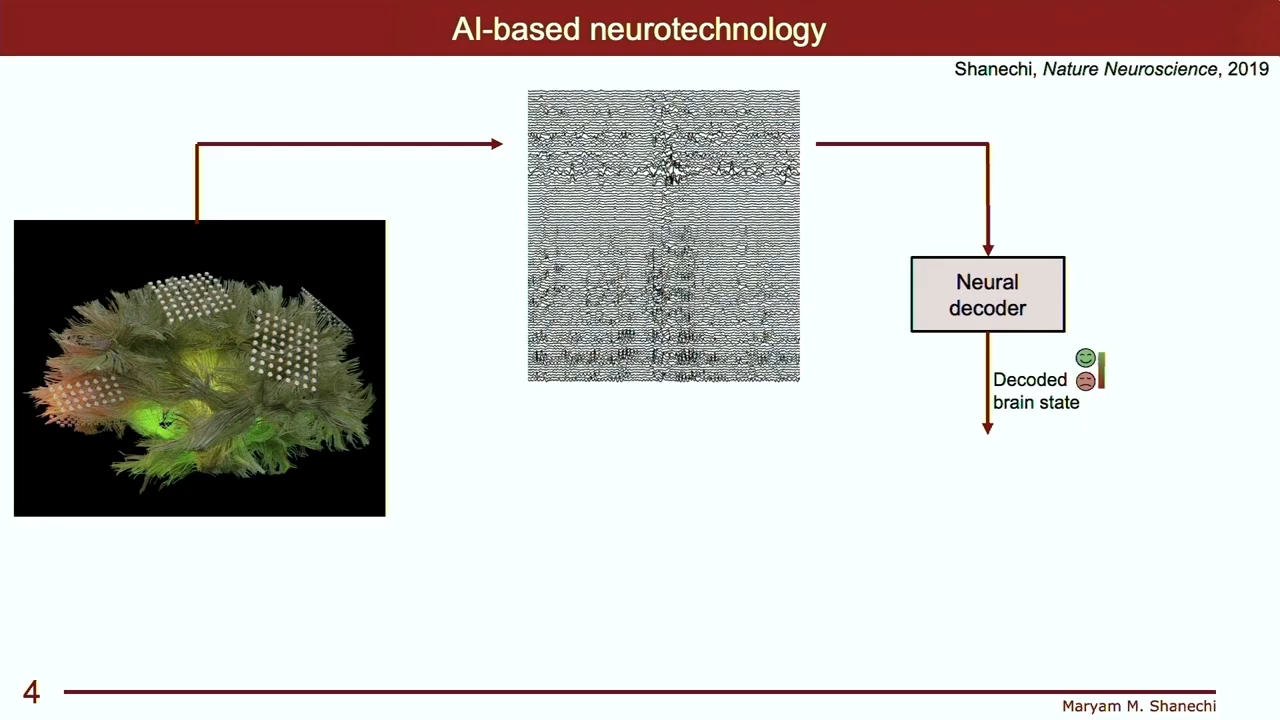 AI-based neurotechnology
Shanechi, Nature Neuroscience, 2019
Neural
decoder
Decoded
brain state
4
Maryam M. Shanechi